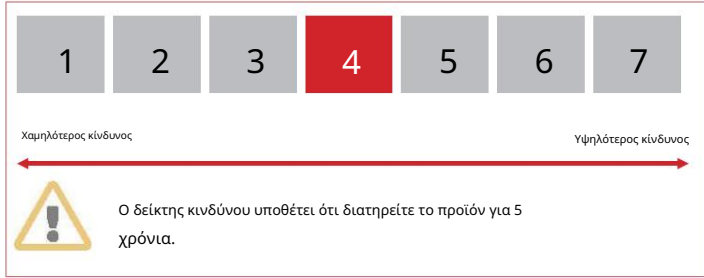 1 2 3 4 5 6 7
Χαμηλότερος κίνδυνος Υψηλότερος κίνδυνος
Ο δείκτης κινδύνου υποθέτει ότι διατηρείτε το προϊόν για 5
χρόνια.